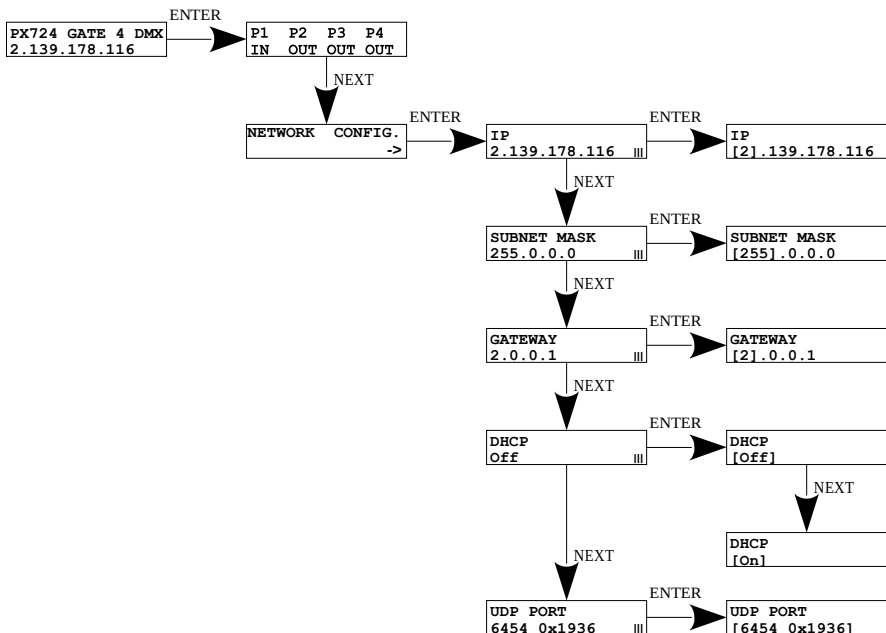 ENTER
PX724 GATE 4 DMX
2.139.178.116
P1 P2 P3 P4
IN OUT OUT OUT
NEXT
NETWORK CONFIG.
->
ENTER
IP
2.139.178.116
ENTER
IP
[2].139.178.116
NEXT
SUBNET MASK
255.0.0.0
ENTER
SUBNET MASK
[255].0.0.0
NEXT
GATEWAY
2.0.0.1
ENTER
GATEWAY
[2].0.0.1
NEXT
DHCP
Off
ENTER
DHCP
[Off]
NEXT
DHCP
[On]
NEXT
UDP PORT
6454 0x1936
ENTER
UDP PORT
[6454 0x1936]